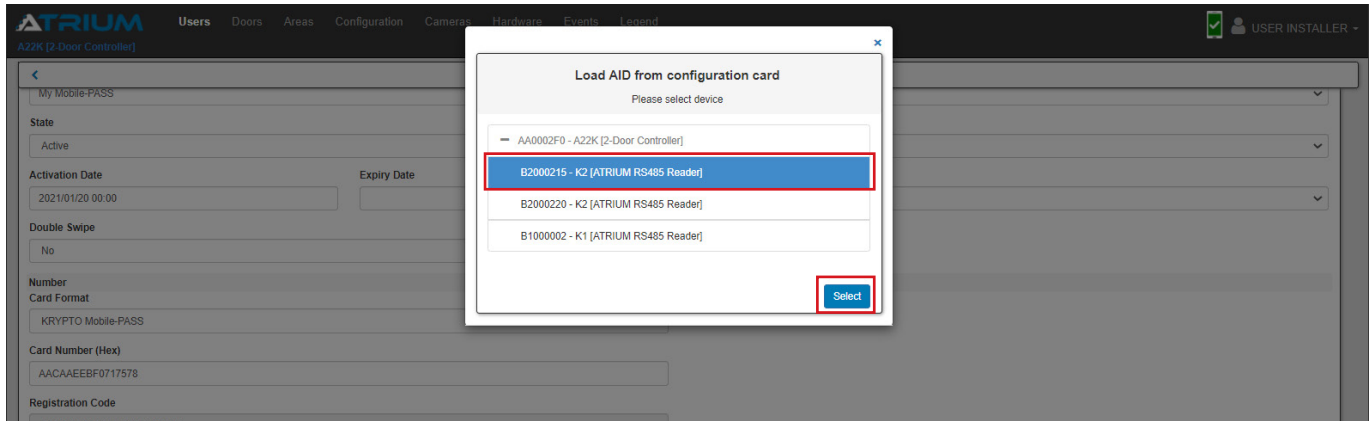 ATRIUM
Users Doors Areas Configuration Cameras Hardware Events Legend
USER INSTALLER
A22K [2-Door Controller]
×
Load AID from configuration card
Please select device
My Mobile-PASS
State
Active
AA0002F0 - A22K [2-Door Controller]
B2000215 - K2 [ATRIUM RS485 Reader]
Activation Date Expiry Date
2021/01/20 00:00
B2000220 - K2 [ATRIUM RS485 Reader]
Double Swipe
B1000002 - K1 [ATRIUM RS485 Reader]
No
Number
Card Format
Select
KRYPTO Mobile-PASS
Card Number (Hex)
AACAAEEBF0717578
Registration Code